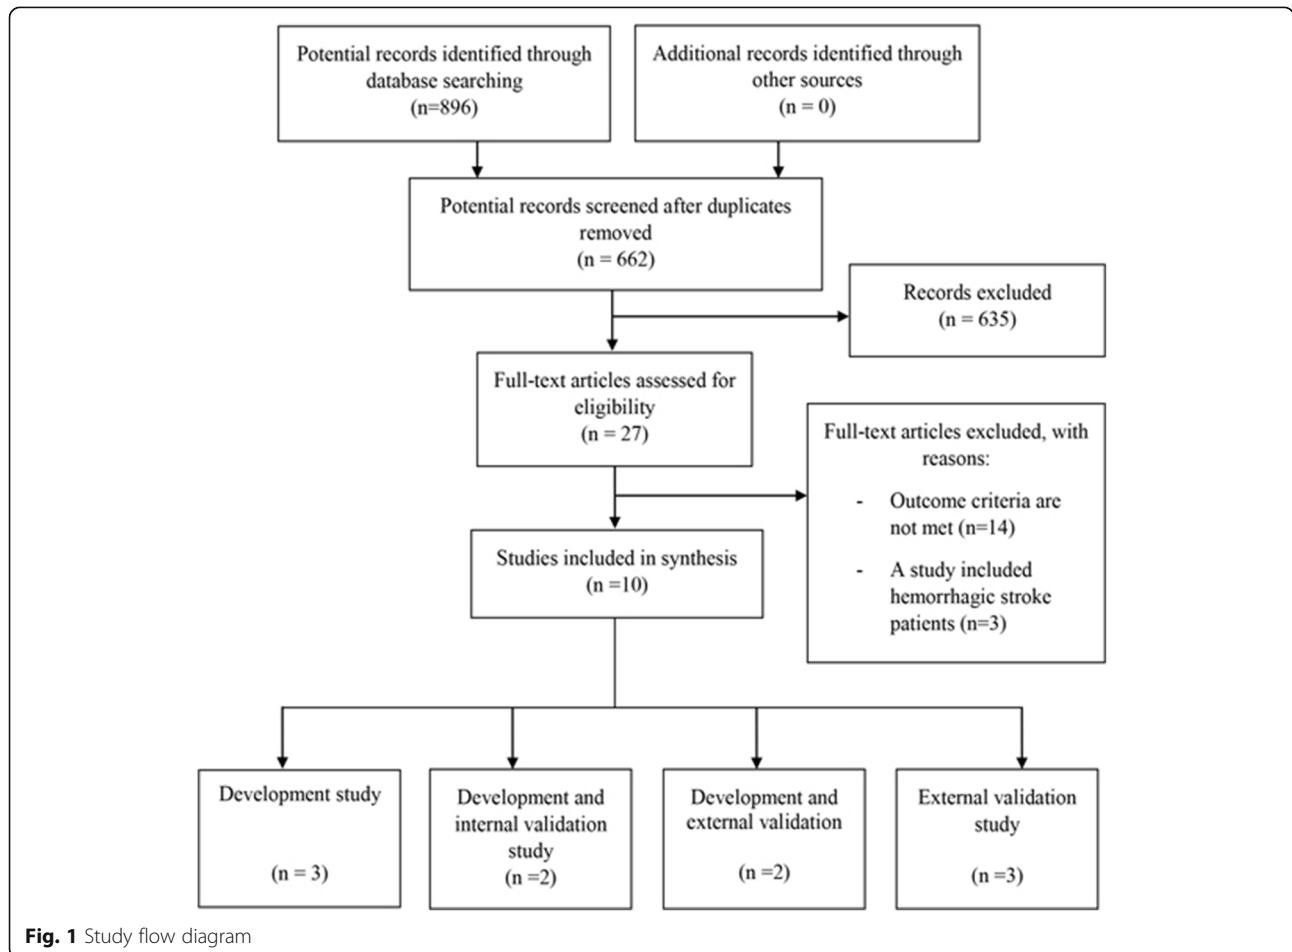 Potential records identified through
database searching
(n=896)
Additional records identified through
other sources
(n = 0)
Potential records screened after duplicates
removed
(n = 662)
Records excluded
(n = 635)
Full-text articles assessed for
eligibility
(n = 27)
Full-text articles excluded, with
reasons:
- Outcome criteria are
not met (n=14)
- A study included
hemorrhagic stroke
patients (n=3)
Studies included in synthesis
(n =10)
Development study
(n = 3)
Development and
internal validation
study
(n =2)
Development and
external validation
(n =2)
External validation
study
(n =3)
Fig. 1 Study flow diagram